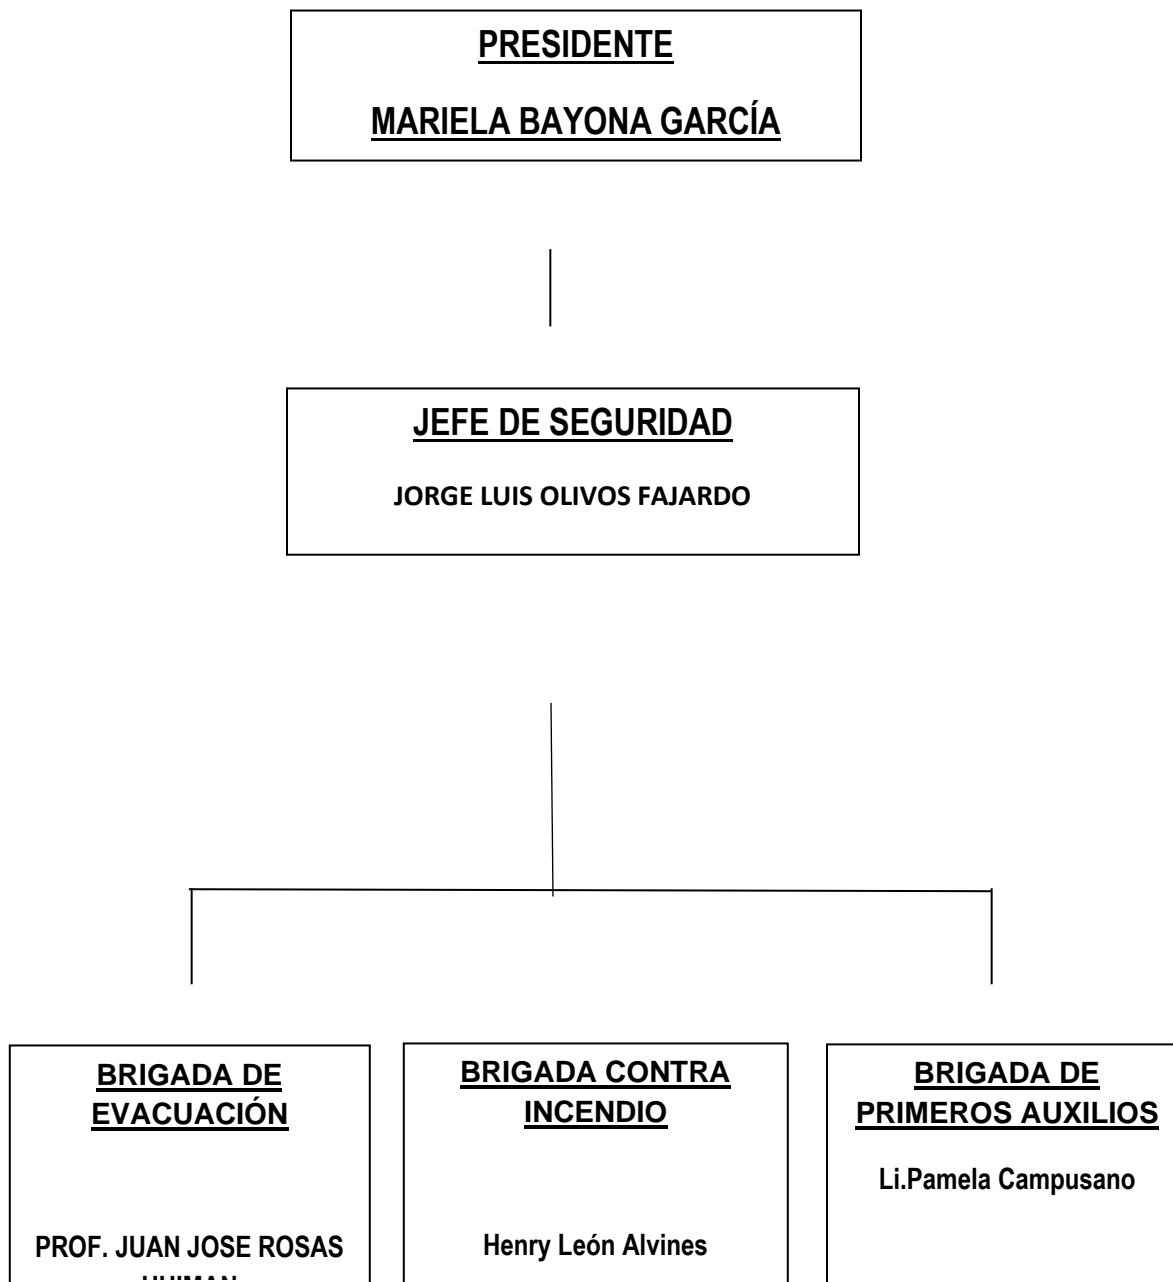 PRESIDENTE
MARIELA BAYONA GARCÍA
JEFE DE SEGURIDAD
JORGE LUIS OLIVOS FAJARDO
BRIGADA DE
EVACUACIÓN
PROF. JUAN JOSE ROSAS
HUIMAN
BRIGADA CONTRA
INCENDIO
Henry León Alvines
BRIGADA DE
PRIMEROS AUXILIOS
Li.Pamela Campusano